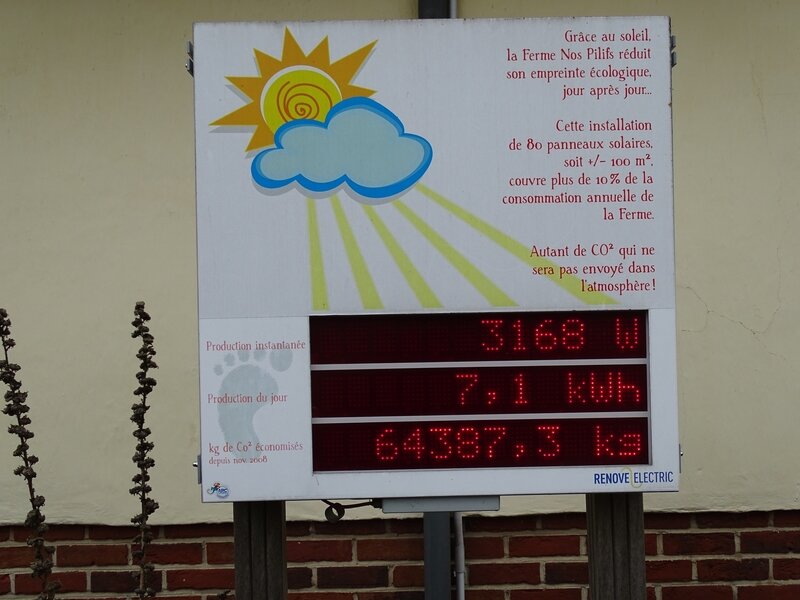 Grâce au soleil,
la Ferme Nos Pilifs réduit
son empreinte écologique,
jour après jour...
Cette installation
de 80 panneaux solaires,
soit +/- 100 m²,
couvre plus de 10% de la
consommation annuelle de
la Ferme.
Autant de CO² qui ne
sera pas envoyé dans
l'atmosphère!
Production instantanée
3168 W
Production du jour
7,1 kWh
kg de Co² économisés
depuis nov. 2008
64387,3 kg
RENOVE ELECTRIC